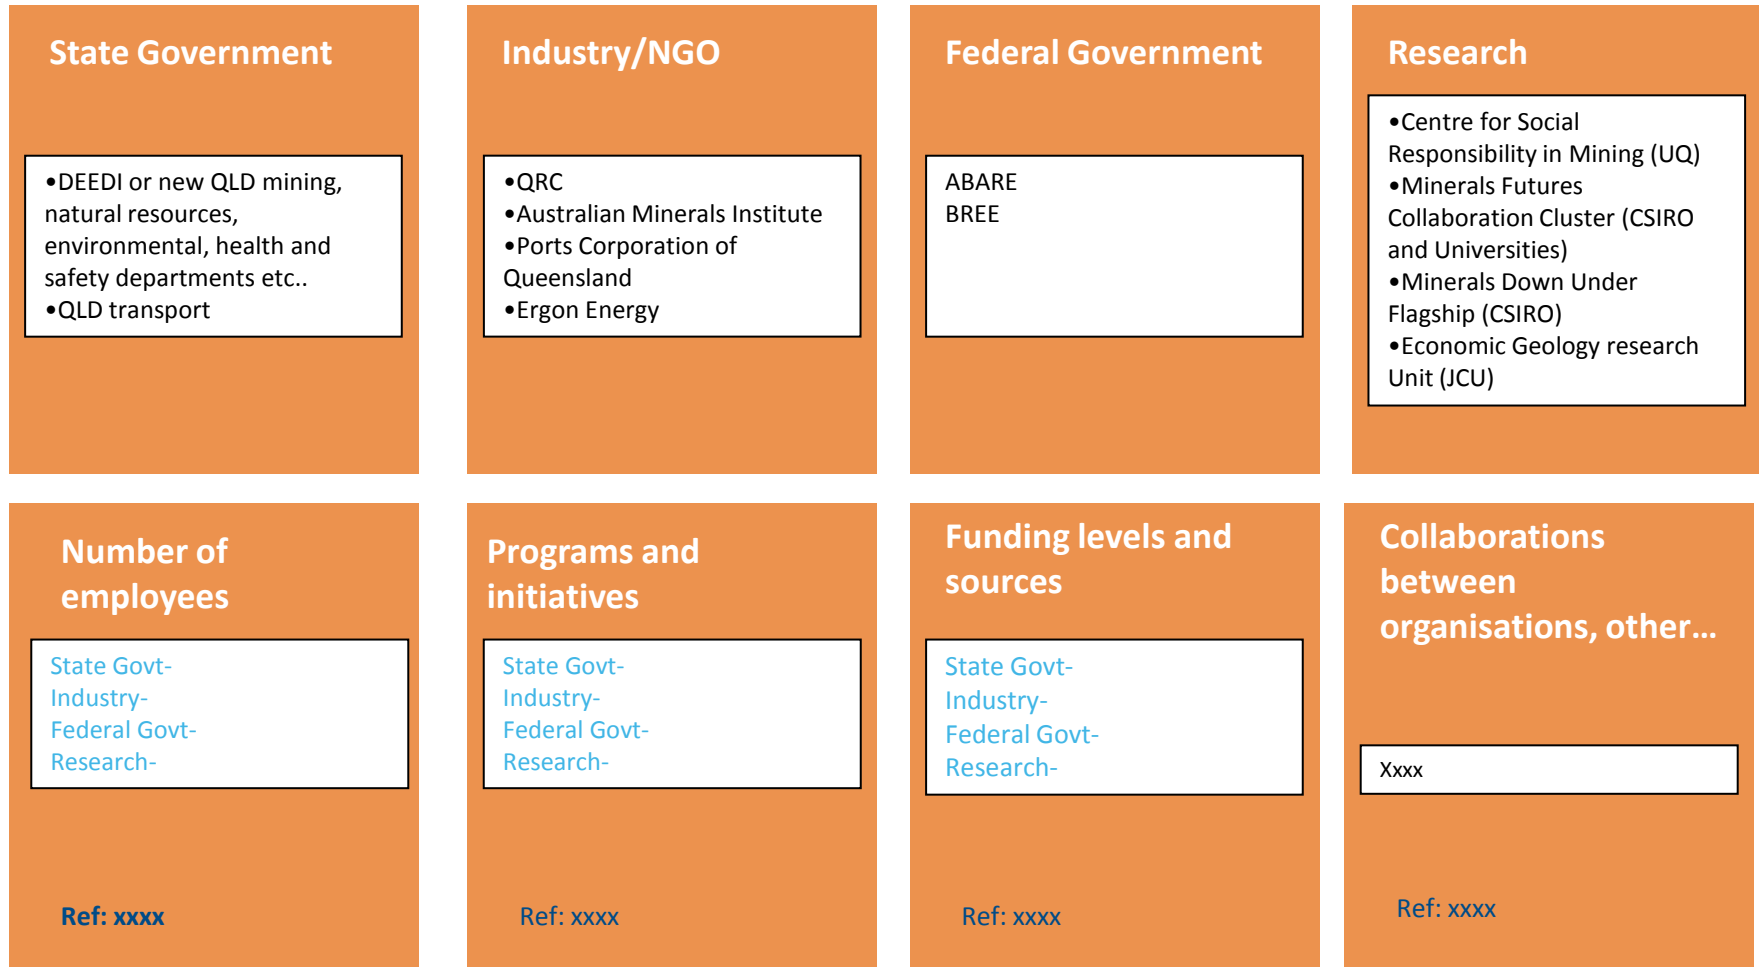 State Government
•DEEDI or new QLD mining,
natural resources,
environmental, health and
safety departments etc..
•QLD transport
Industry/NGO
•QRC
•Australian Minerals Institute
•Ports Corporation of
Queensland
•Ergon Energy
Federal Government
ABARE
BREE
Research
•Centre for Social
Responsibility in Mining (UQ)
•Minerals Futures
Collaboration Cluster (CSIRO
and Universities)
•Minerals Down Under
Flagship (CSIRO)
•Economic Geology research
Unit (JCU)
Number of
employees
State Govt-
Industry-
Federal Govt-
Research-
Ref: xxxx
Programs and
initiatives
State Govt-
Industry-
Federal Govt-
Research-
Ref: xxxx
Funding levels and
sources
State Govt-
Industry-
Federal Govt-
Research-
Ref: xxxx
Collaborations
between
organisations, other...
Xxxx
Ref: xxxx